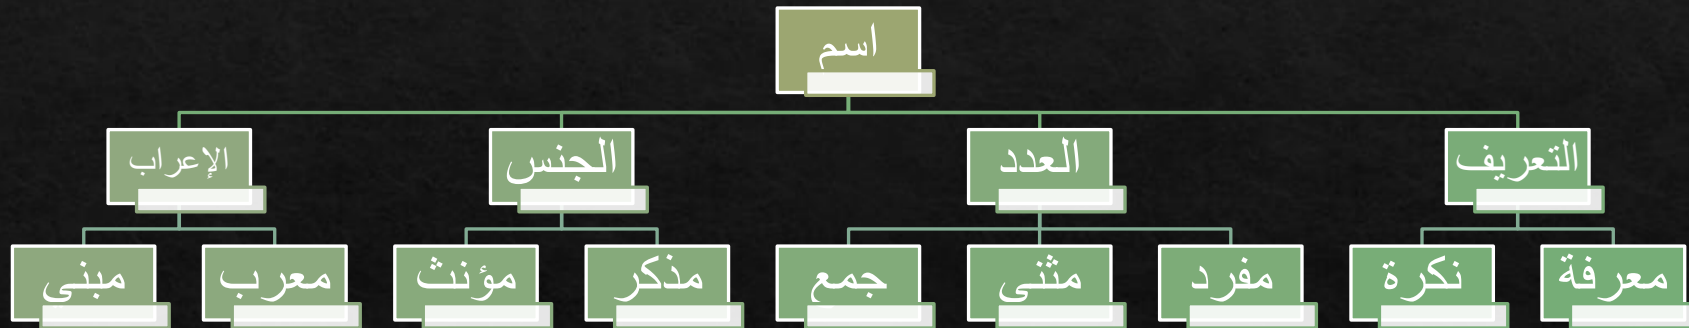 اسم
التعريف
العدد
الجنس
الإعراب
معرفة
نكرة
مفرد
مثنى
جمع
مذكر
مؤنث
معرب
مبنى